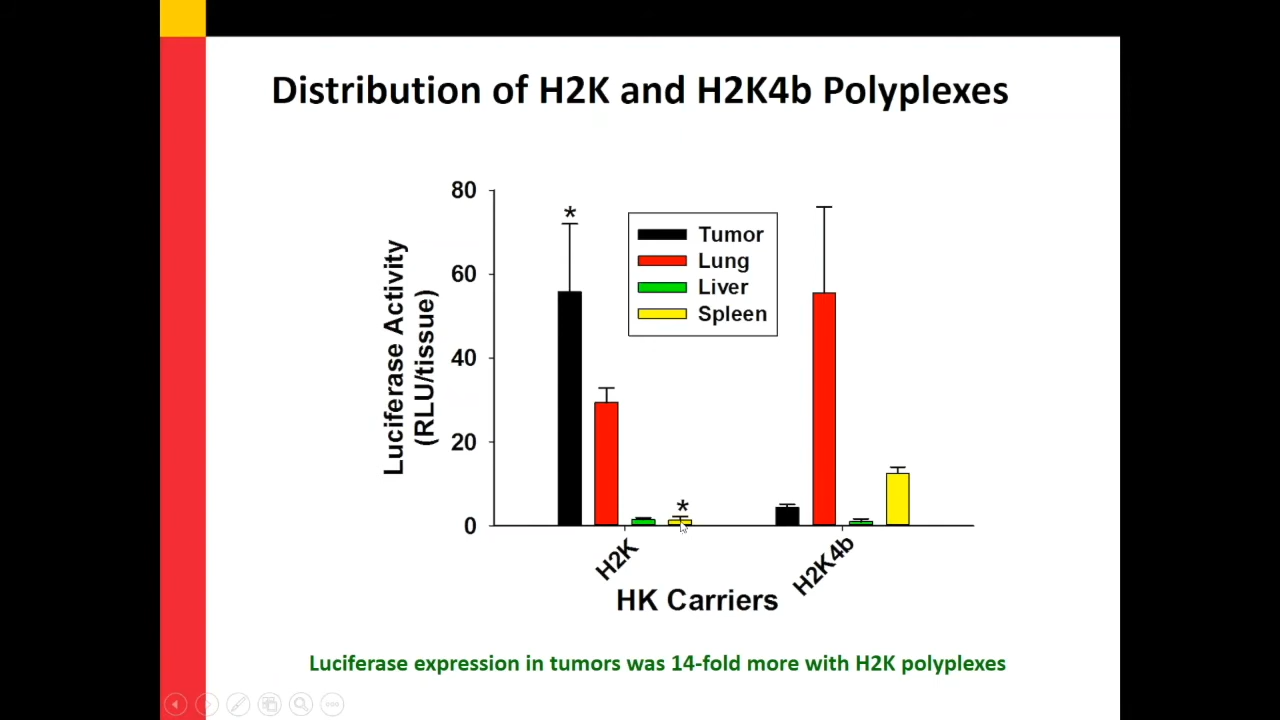 Distribution of H2K and H2K4b Polyplexes
80
60
40
20
0
Luciferase Activity
(RLU/tissue)
*
*
Tumor
Lung
Liver
Spleen
H2K
H2K4b
HK Carriers
Luciferase expression in tumors was 14-fold more with H2K polyplexes